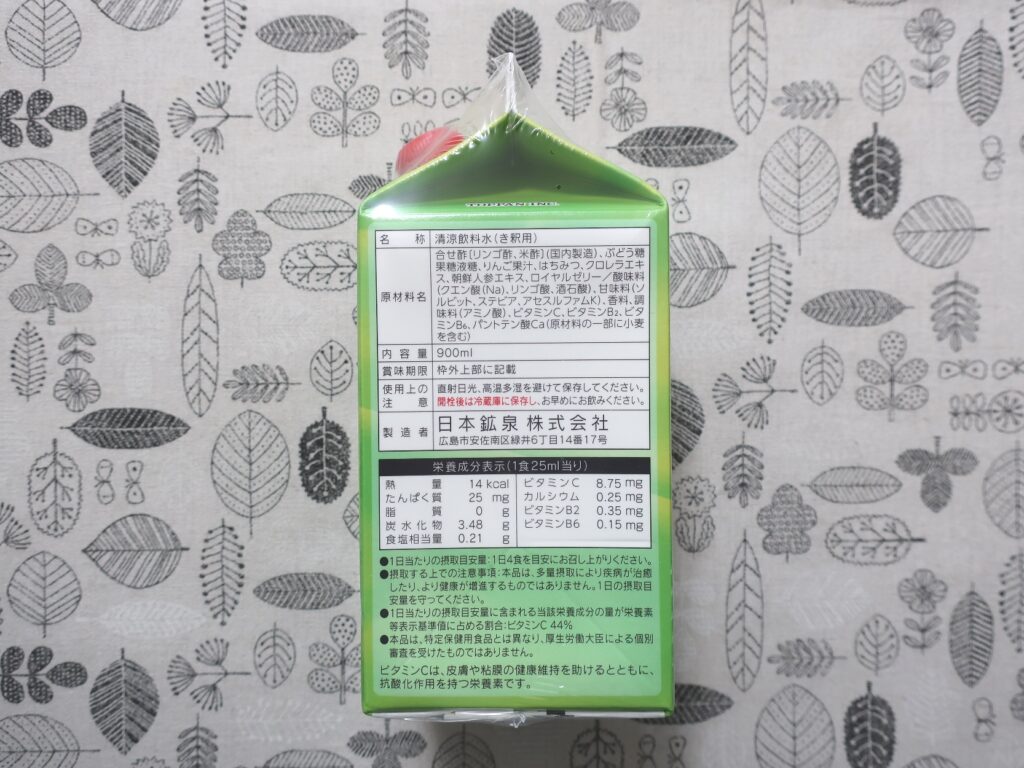 TOPPAN-INE
名称 清涼飲料水(き釈用)
原材料名 合せ酢〔リンゴ酢、米酢〕(国内製造)、ぶどう糖
果糖液糖、りんご果汁、はちみつ、クロレラエキ
ス、朝鮮人参エキス、ロイヤルゼリー/酸味料
(クエン酸(Na)、リンゴ酸、酒石酸)、甘味料(ソ
ルビット、ステビア、アセスルファムK)、香料、調
味料(アミノ酸)、ビタミンC、ビタミンB₂、ビタ
ミンB₆、パントテン酸Ca(原材料の一部に小麦
を含む)
内容量 900ml
賞味期限 枠外上部に記載
使用上の 直射日光、高温多湿を避けて保存してください。
注意 開栓後は冷蔵庫に保存し、お早めにお飲みください。
製造者 日本鉱泉株式会社
広島市安佐南区緑井6丁目14番17号
栄養成分表示(1食25ml当り)
熱量 14 kcal
たんぱく質 25 mg
脂質 0 g
炭水化物 3.48 g
食塩相当量 0.21 g
ビタミンC 8.75 mg
カルシウム 0.25 mg
ビタミンB2 0.35 mg
ビタミンB6 0.15 mg
●1日当たりの摂取目安量:1日4食を目安にお召し上がりください。
●摂取する上での注意事項:本品は、多量摂取により疾病が治癒
したり、より健康が増進するものではありません。1日の摂取目
安量を守ってください。
●1日当たりの摂取目安量に含まれる当該栄養成分の量が栄養素
等表示基準値に占める割合:ビタミンC 44%
●本品は、特定保健用食品とは異なり、厚生労働大臣による個別
審査を受けたものではありません。
ビタミンCは、皮膚や粘膜の健康維持を助けるとともに、
抗酸化作用を持つ栄養素です。